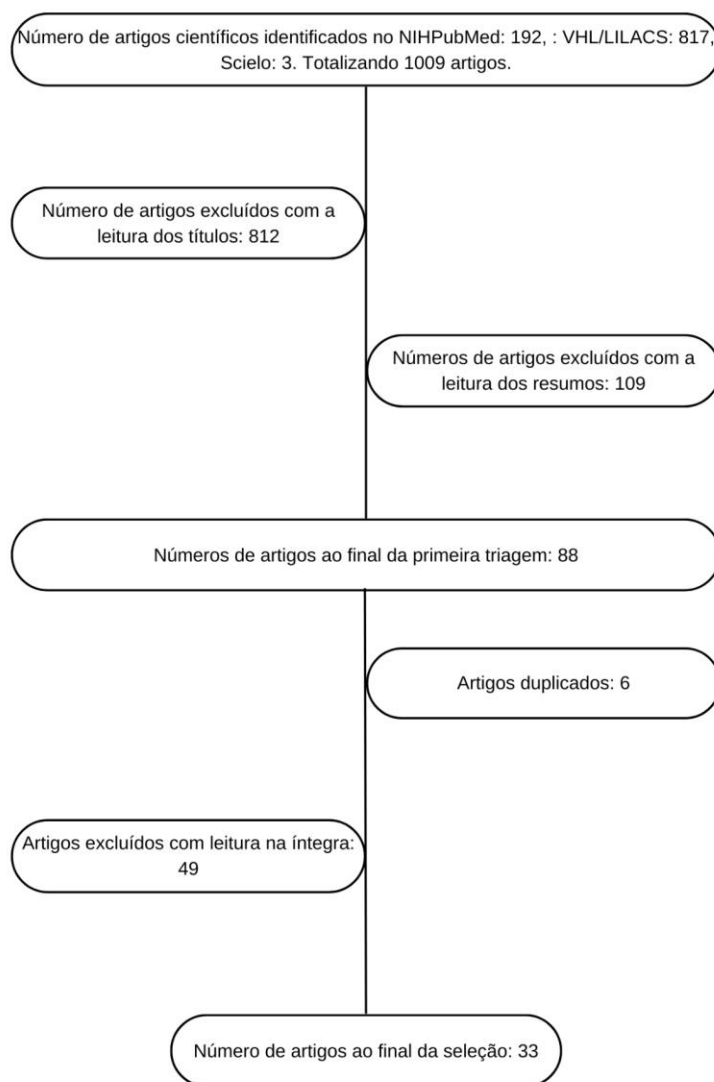 Número de artigos científicos identificados no NIHPubMed: 192, : VHL/LILACS: 817,
Scielo: 3. Totalizando 1009 artigos.
Número de artigos excluídos com a
leitura dos títulos: 812
Números de artigos excluídos com a
leitura dos resumos: 109
Números de artigos ao final da primeira triagem: 88
Artigos duplicados: 6
Artigos excluídos com leitura na íntegra:
49
Número de artigos ao final da seleção: 33